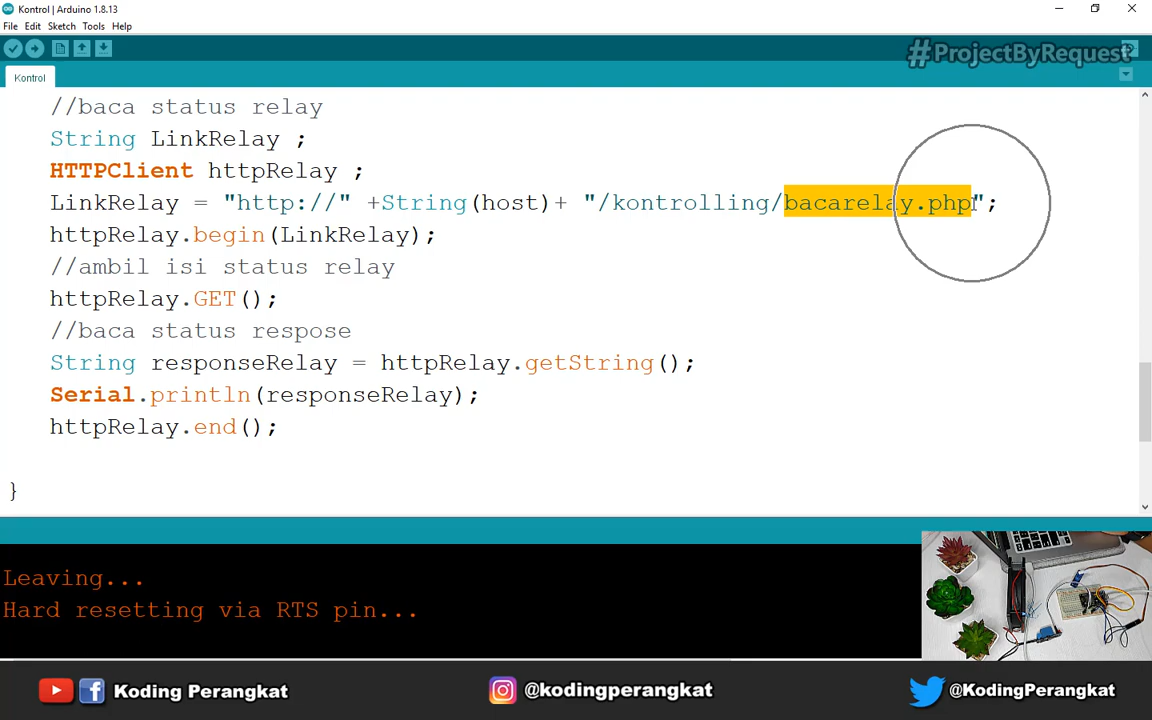 Kontrol | Arduino 1.8.13
File Edit Sketch Tools Help
#ProjectByRequest
Kontrol
//baca status relay
String LinkRelay ;
HTTPClient httpRelay ;
LinkRelay = "http://" +String(host)+ "/kontrolling/bacarelay.php";
httpRelay.begin(LinkRelay);
//ambil isi status relay
httpRelay.GET();
//baca status respose
String responseRelay = httpRelay.getString();
Serial.println(responseRelay);
httpRelay.end();
}
Leaving...
Hard resetting via RTS pin...
Koding Perangkat
@kodingperangkat
@KodingPerangkat